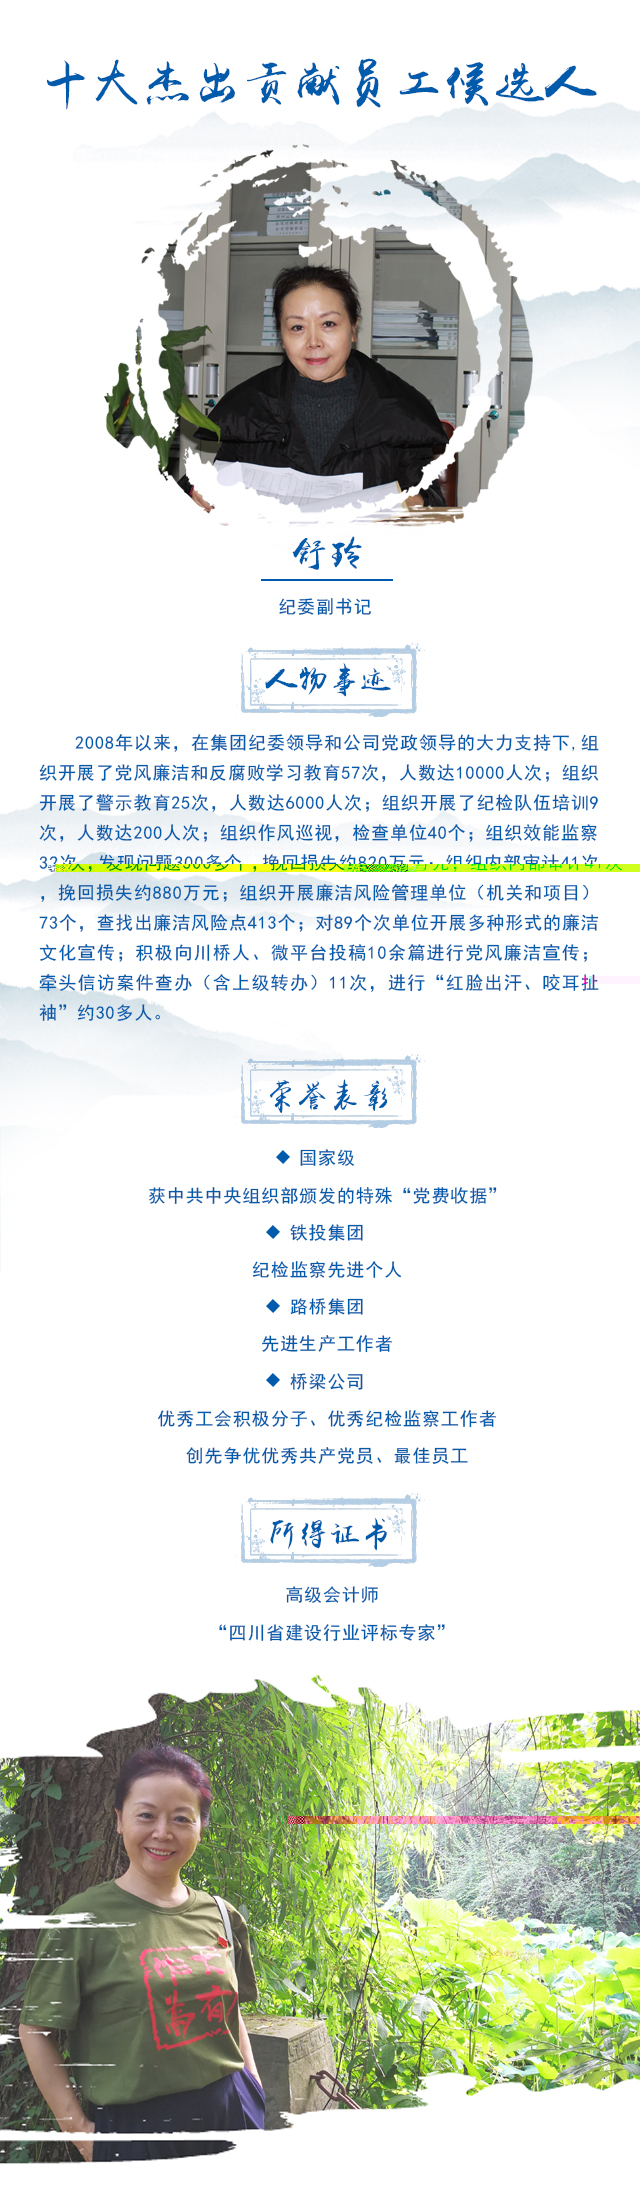 十大杰出贡献员工候选人
舒玲
纪委副书记
人物事迹
2008年以来，在集团纪委领导和公司党政领导的大力支持下,组
织开展了党风廉洁和反腐败学习教育57次，人数达10000人次；组织
开展了警示教育25次，人数达6000人次；组织开展了纪检队伍培训9
次，人数达200人次；组织作风巡视，检查单位40个；组织效能监察
32次，发现问题300多个，挽回损失约820万元；组织内部审计41次
，挽回损失约880万元；组织开展廉洁风险管理单位（机关和项目）
73个，查找出廉洁风险点413个；对89个次单位开展多种形式的廉洁
文化宣传；积极向川桥人、微平台投稿10余篇进行党风廉洁宣传；
牵头信访案件查办（含上级转办）11次，进行“红脸出汗、咬耳扯
袖”约30多人。
荣誉表彰
◆ 国家级
获中共中央组织部颁发的特殊“党费收据”
◆ 铁投集团
纪检监察先进个人
◆ 路桥集团
先进生产工作者
◆ 桥梁公司
优秀工会积极分子、优秀纪检监察工作者
创先争优优秀共产党员、最佳员工
所得证书
高级会计师
“四川省建设行业评标专家”